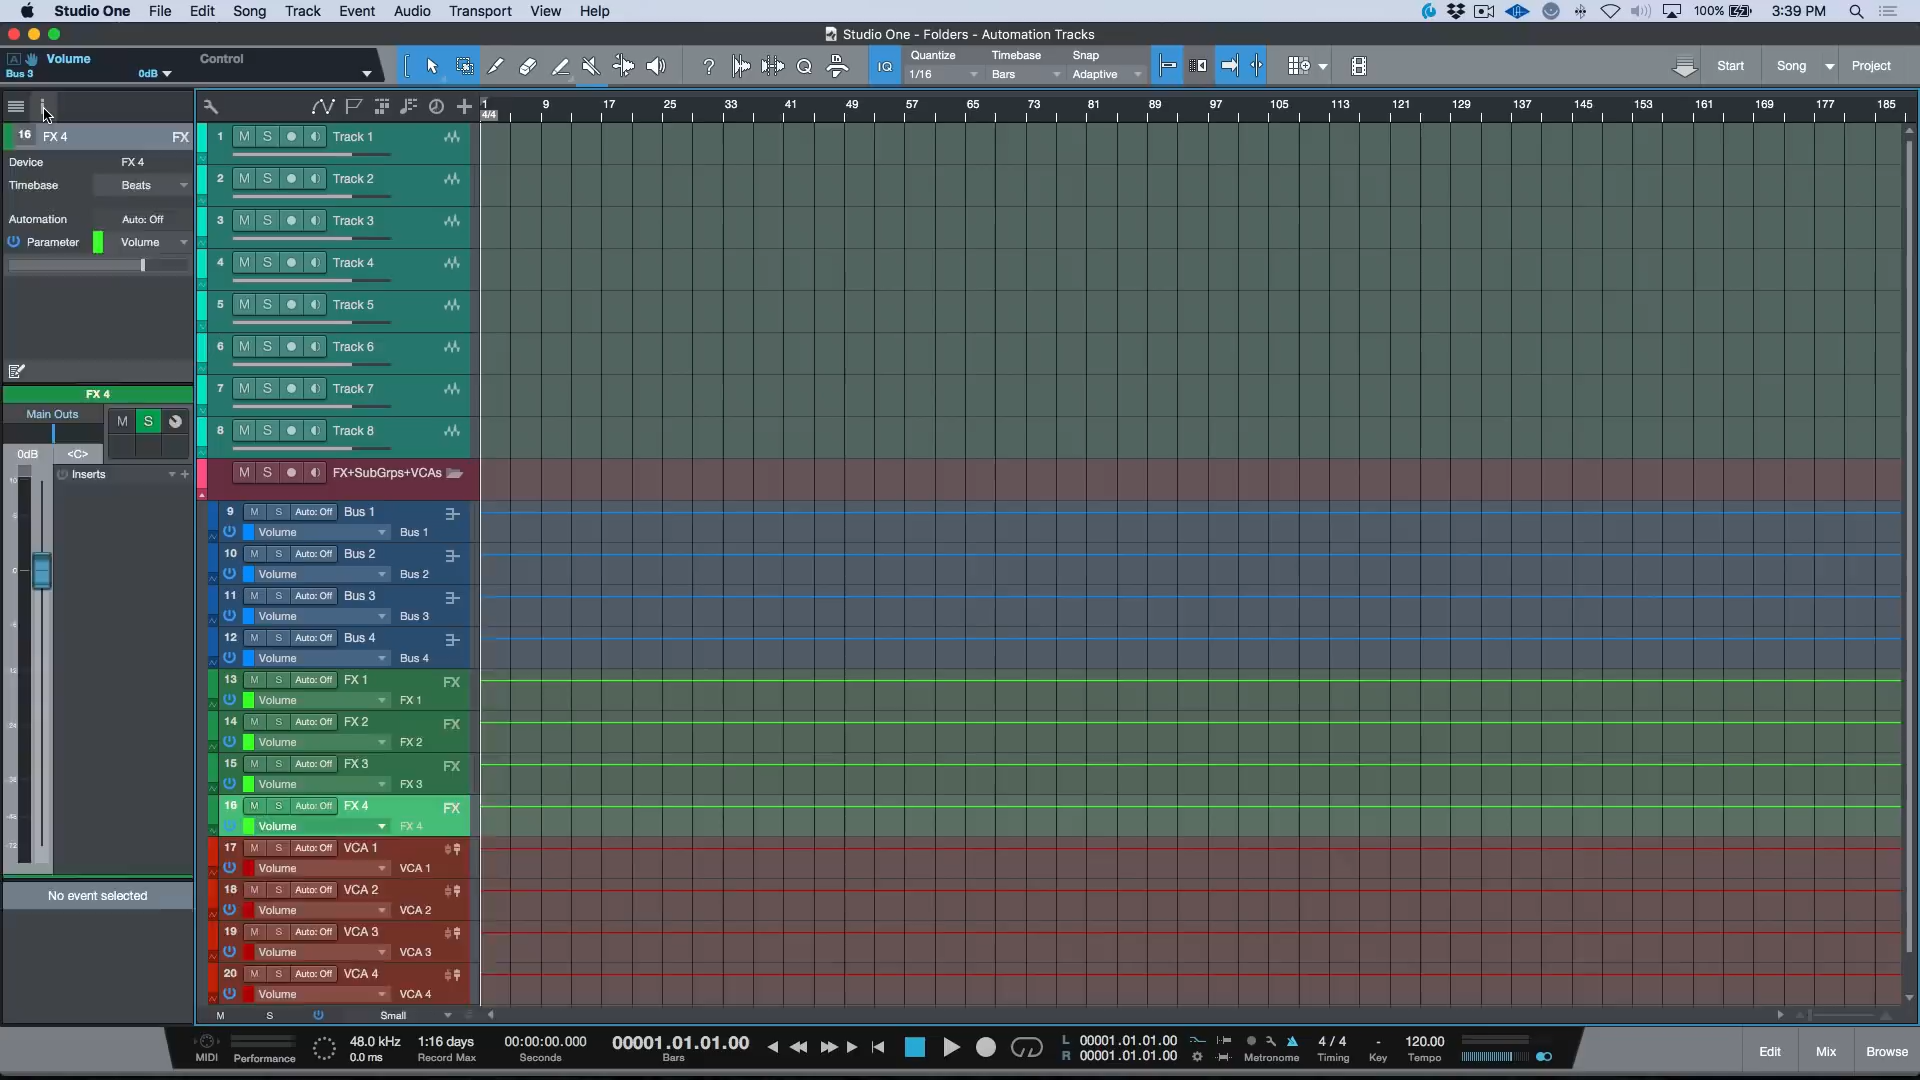 Studio One File Edit Song Track Event Audio Transport View Help 100% 3:39 PM
Studio One - Folders - Automation Tracks
A Volume Control
Bus 3 0dB
IQ Quantize Timebase Snap
1/16 Bars Adaptive
Start Song Project
1 9 17 25 33 41 49 57 65 73 81 89 97 105 113 121 129 137 145 153 161 169 177 185
4/4
16 FX 4 FX
Device FX 4
Timebase Beats
Automation Auto: Off
Parameter Volume
FX 4
Main Outs M S
0dB <C>
Inserts
No event selected
1 M S Track 1
2 M S Track 2
3 M S Track 3
4 M S Track 4
5 M S Track 5
6 M S Track 6
7 M S Track 7
8 M S Track 8
M S FX+SubGrps+VCAs
9 M S Auto: Off Bus 1
Volume Bus 1
10 M S Auto: Off Bus 2
Volume Bus 2
11 M S Auto: Off Bus 3
Volume Bus 3
12 M S Auto: Off Bus 4
Volume Bus 4
13 M S Auto: Off FX 1 FX
Volume FX 1
14 M S Auto: Off FX 2 FX
Volume FX 2
15 M S Auto: Off FX 3 FX
Volume FX 3
16 M S Auto: Off FX 4 FX
Volume FX 4
17 M S Auto: Off VCA 1
Volume VCA 1
18 M S Auto: Off VCA 2
Volume VCA 2
19 M S Auto: Off VCA 3
Volume VCA 3
20 M S Auto: Off VCA 4
Volume VCA 4
M S Small
MIDI Performance
48.0 kHz 1:16 days 00:00:00.000 00001.01.01.00
0.0 ms Record Max Seconds Bars
L 00001.01.01.00
R 00001.01.01.00
4 / 4 - 120.00
Metronome Timing Key Tempo
Edit Mix Browse